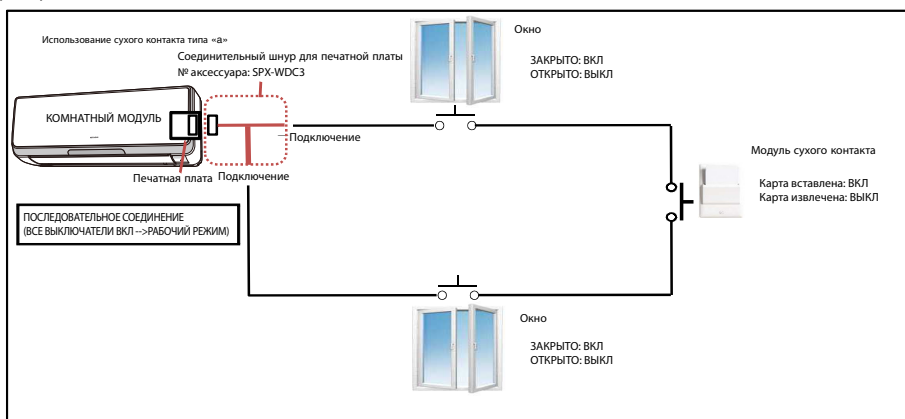 Использование сухого контакта типа «а»
Соединительный шнур для печатной платы
№ аксессуара: SPX-WDC3
КОМНАТНЫЙ МОДУЛЬ
Подключение
Печатная плата
Подключение
ПОСЛЕДОВАТЕЛЬНОЕ СОЕДИНЕНИЕ
(ВСЕ ВЫКЛЮЧАТЕЛИ ВКЛ -->РАБОЧИЙ РЕЖИМ)
Окно
ЗАКРЫТО: ВКЛ
ОТКРЫТО: ВЫКЛ
Модуль сухого контакта
Карта вставлена: ВКЛ
Карта извлечена: ВЫКЛ
Окно
ЗАКРЫТО: ВКЛ
ОТКРЫТО: ВЫКЛ